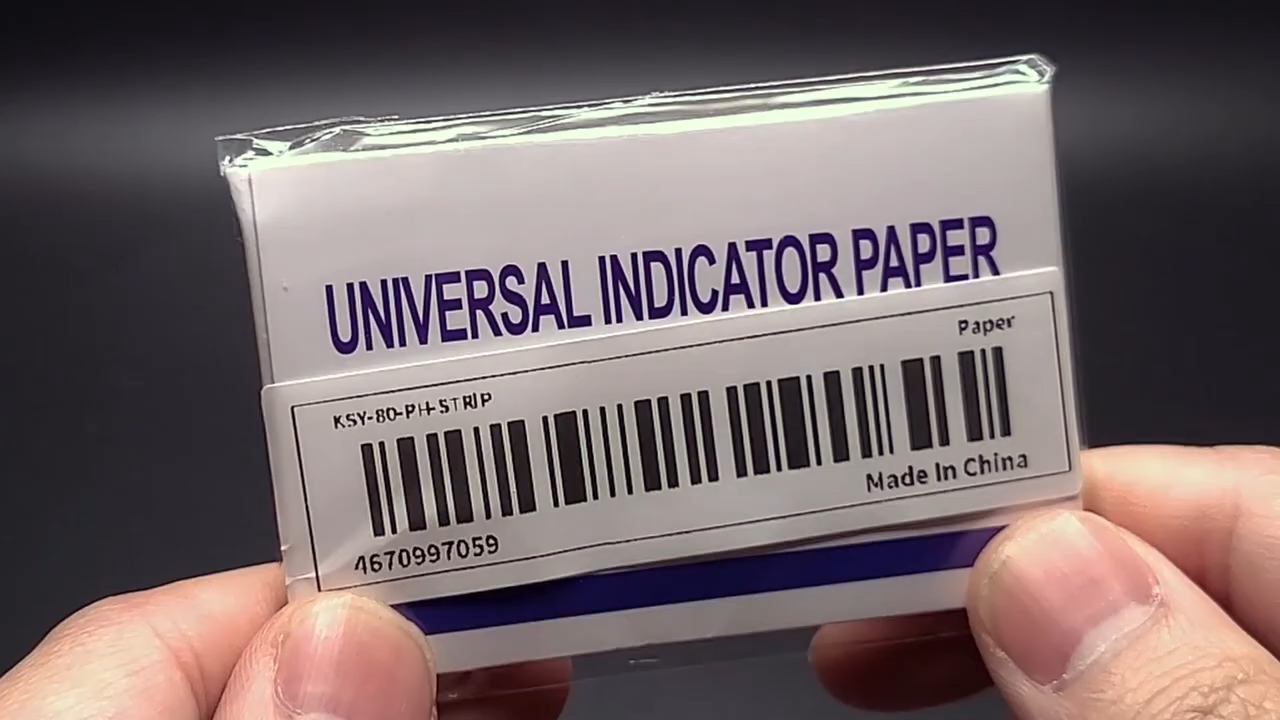 UNIVERSAL INDICATOR PAPER
Paper
KSY-80-PH-STRIP
Made In China
4670997059